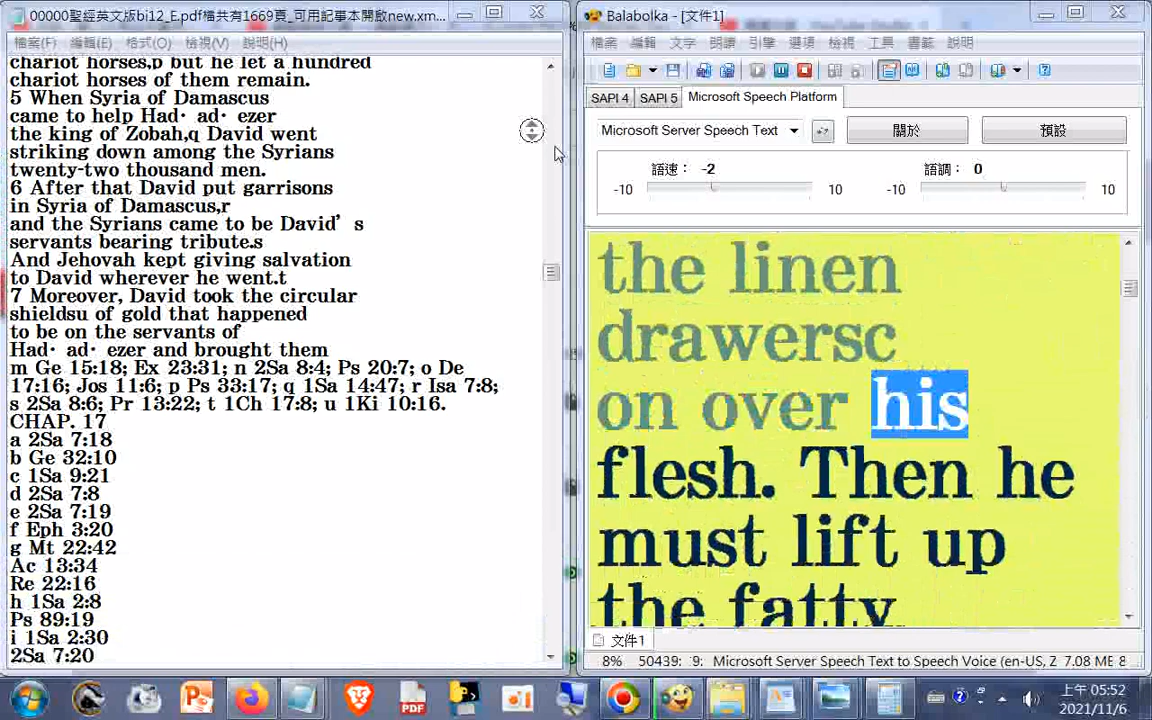 00000聖經英文版bi12_E.pdf檔共有1669頁_可用記事本開啟new.xm...
檔案(F) 編輯(E) 格式(O) 檢視(V) 說明(H)
chariot horses,p but he let a hundred
chariot horses of them remain.
5 When Syria of Damascus
came to help Had· ad· ezer
the king of Zobah,q David went
striking down among the Syrians
twenty-two thousand men.
6 After that David put garrisons
in Syria of Damascus,r
and the Syrians came to be David’s
servants bearing tribute.s
And Jehovah kept giving salvation
to David wherever he went.t
7 Moreover, David took the circular
shieldsu of gold that happened
to be on the servants of
Had· ad· ezer and brought them
m Ge 15:18; Ex 23:31; n 2Sa 8:4; Ps 20:7; o De
17:16; Jos 11:6; p Ps 33:17; q 1Sa 14:47; r Isa 7:8;
s 2Sa 8:6; Pr 13:22; t 1Ch 17:8; u 1Ki 10:16.
CHAP. 17
a 2Sa 7:18
b Ge 32:10
c 1Sa 9:21
d 2Sa 7:8
e 2Sa 7:19
f Eph 3:20
g Mt 22:42
Ac 13:34
Re 22:16
h 1Sa 2:8
Ps 89:19
i 1Sa 2:30
2Sa 7:20
Balabolka - [文件1]
檔案 編輯 文字 朗讀 引擎 選項 檢視 工具 書籤 說明
SAPI 4 SAPI 5 Microsoft Speech Platform
Microsoft Server Speech Text 關於 預設
語速： -2 語調： 0
-10 10 -10 10
the linen
drawersc
on over his
flesh. Then he
must lift up
the fatty
文件1
8% 50439: 9: Microsoft Server Speech Text to Speech Voice (en-US, Z 7.08 MB 8
PDF
上午 05:52
2021/11/6